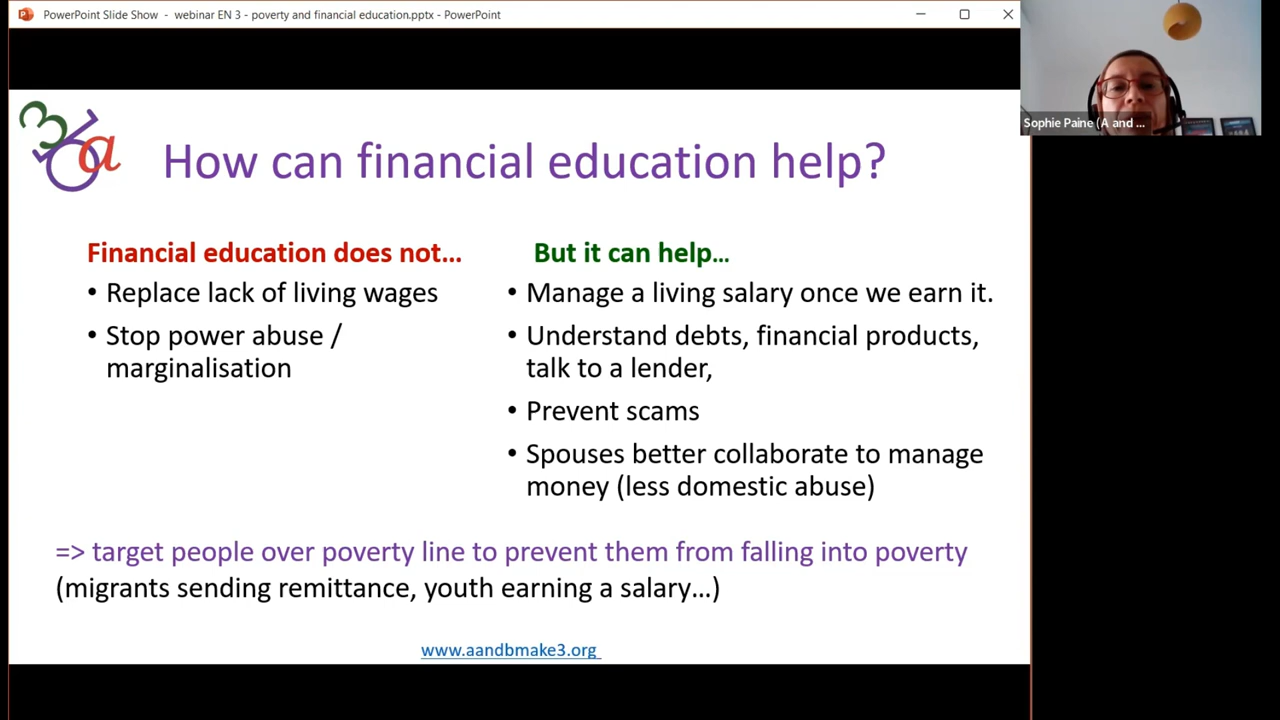 PowerPoint Slide Show - webinar EN 3 - poverty and financial education.pptx - PowerPoint
Sophie Paine (A and ...
36a
How can financial education help?
Financial education does not...
• Replace lack of living wages
• Stop power abuse /
marginalisation
But it can help...
• Manage a living salary once we earn it.
• Understand debts, financial products,
talk to a lender,
• Prevent scams
• Spouses better collaborate to manage
money (less domestic abuse)
=> target people over poverty line to prevent them from falling into poverty
(migrants sending remittance, youth earning a salary...)
www.aandbmake3.org